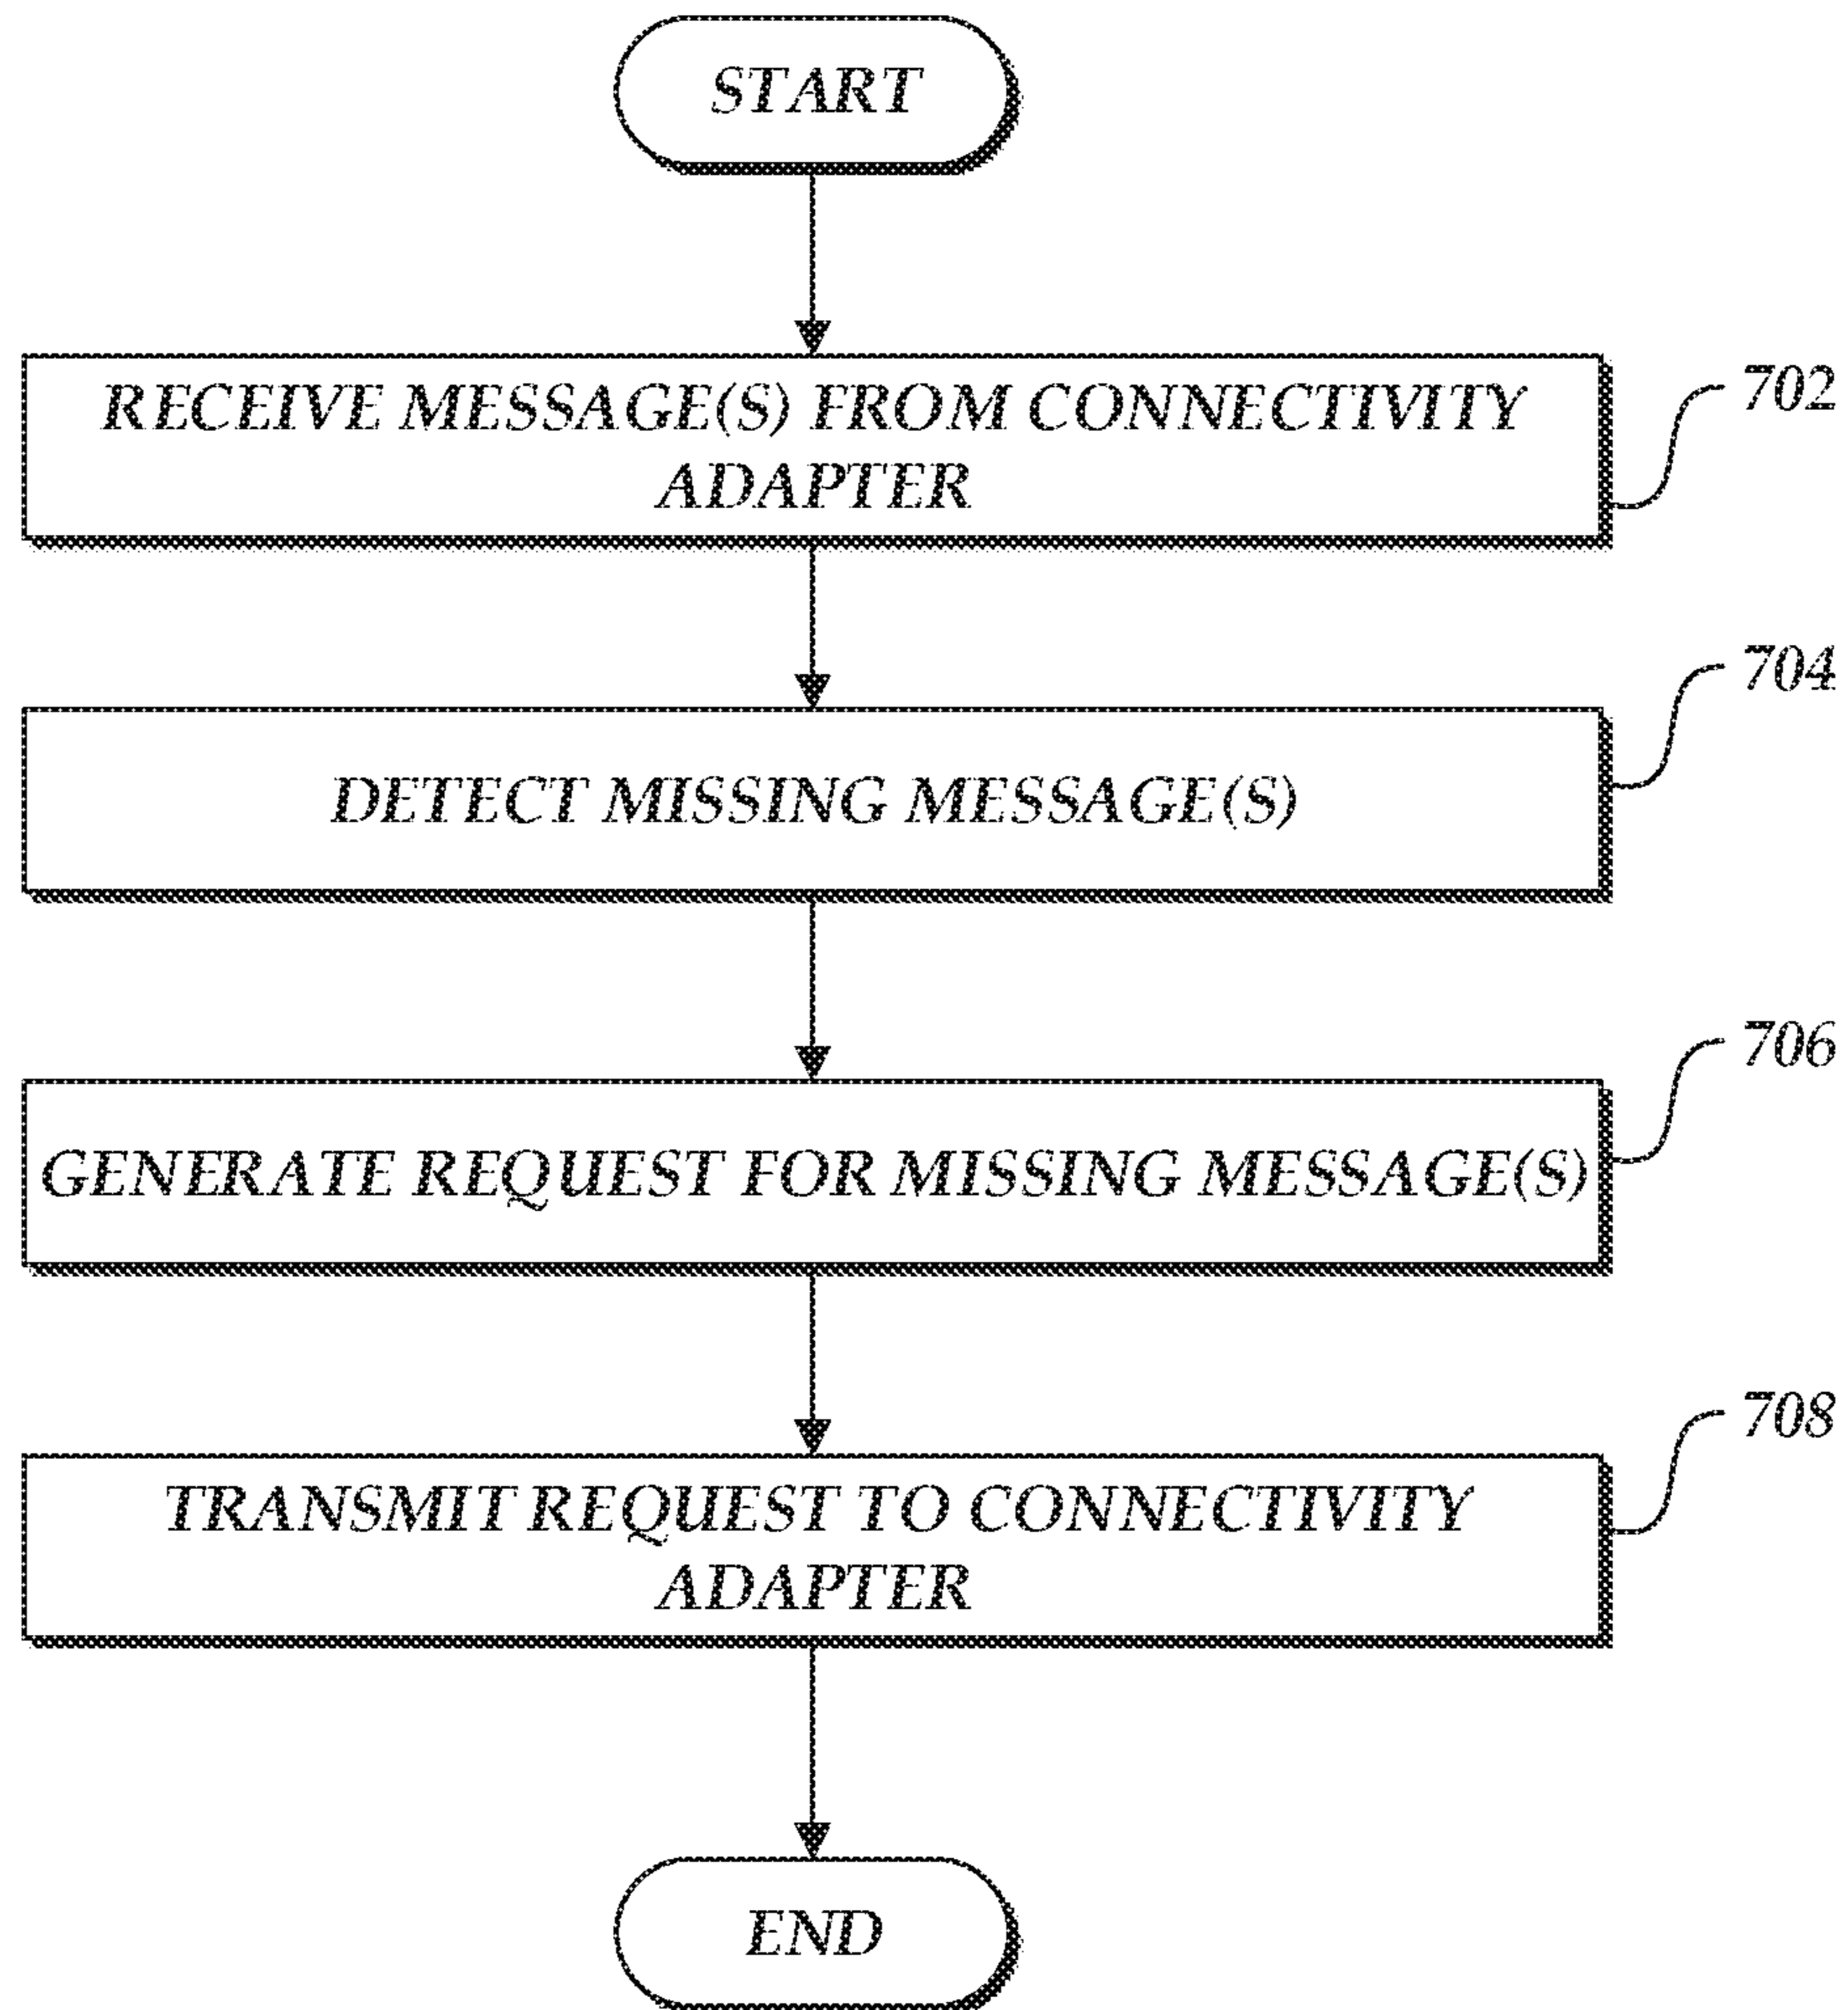 START
RECEIVE MESSAGE(S) FROM CONNECTIVITY
ADAPTER
702
DETECT MISSING MESSAGE(S)
704
GENERATE REQUEST FOR MISSING MESSAGE(S)
706
TRANSMIT REQUEST TO CONNECTIVITY
ADAPTER
708
END